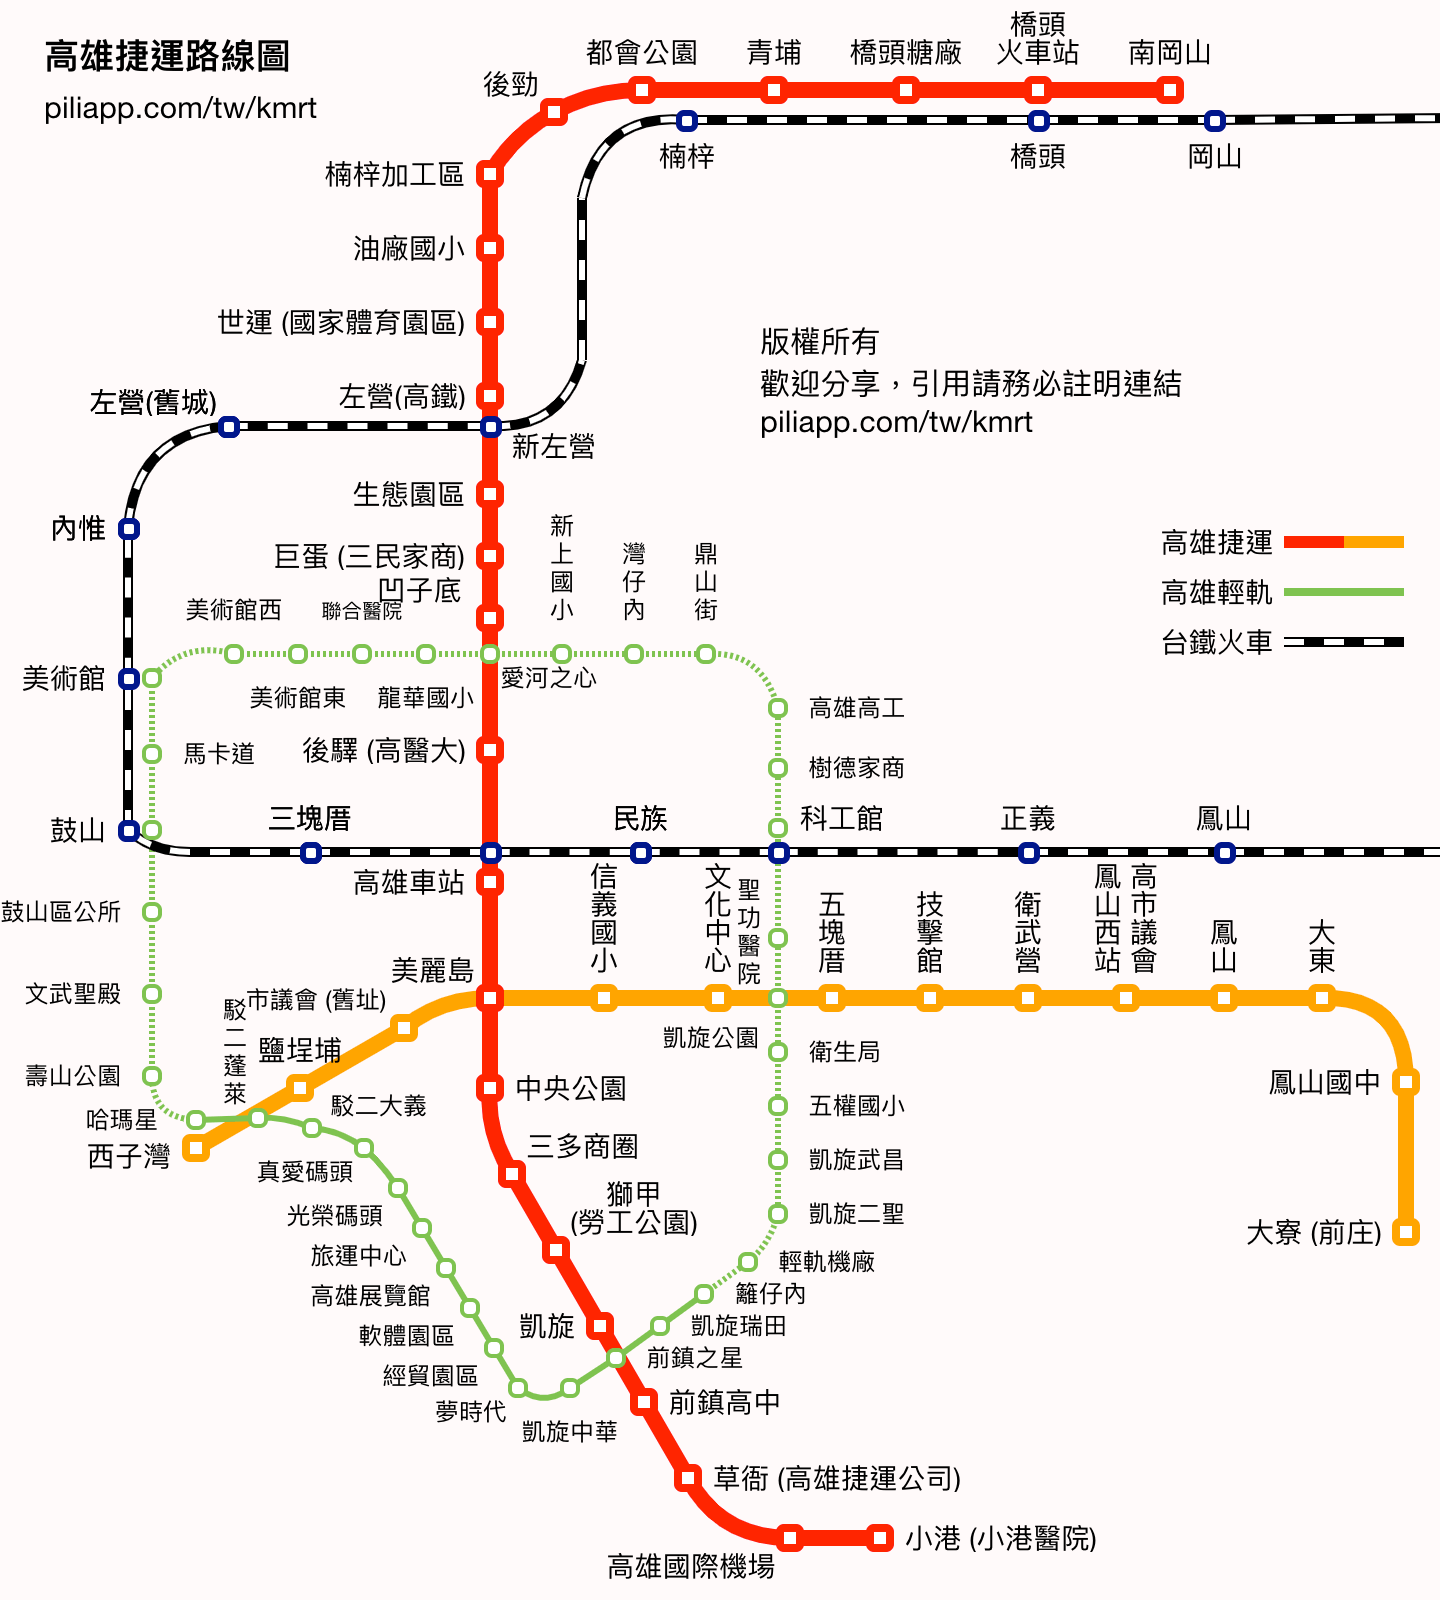 高雄捷運路線圖
piliapp.com/tw/kmrt
後勁
都會公園
青埔
橋頭糖廠
橋頭
火車站
南岡山
楠梓
橋頭
岡山
楠梓加工區
油廠國小
世運 (國家體育園區)
左營(高鐵)
左營(舊城)
新左營
版權所有
歡迎分享，引用請務必註明連結
piliapp.com/tw/kmrt
生態園區
內惟
巨蛋 (三民家商)
凹子底
新上國小
灣仔內
鼎山街
高雄捷運
高雄輕軌
台鐵火車
美術館西
聯合醫院
美術館
美術館東
龍華國小
愛河之心
高雄高工
馬卡道
後驛 (高醫大)
樹德家商
鼓山
三塊厝
民族
科工館
正義
鳳山
高雄車站
信義國小
文化中心
聖功醫院
五塊厝
技擊館
衛武營
鳳山西站
高市議會
鳳山
大東
鼓山區公所
美麗島
文武聖殿
市議會 (舊址)
駁二蓬萊
鹽埕埔
凱旋公園
衛生局
壽山公園
中央公園
鳳山國中
哈瑪星
駁二大義
五權國小
西子灣
真愛碼頭
三多商圈
凱旋武昌
獅甲
(勞工公園)
光榮碼頭
凱旋二聖
大寮 (前庄)
旅運中心
輕軌機廠
高雄展覽館
籬仔內
軟體園區
凱旋
凱旋瑞田
經貿園區
前鎮之星
夢時代
前鎮高中
凱旋中華
草衙 (高雄捷運公司)
小港 (小港醫院)
高雄國際機場